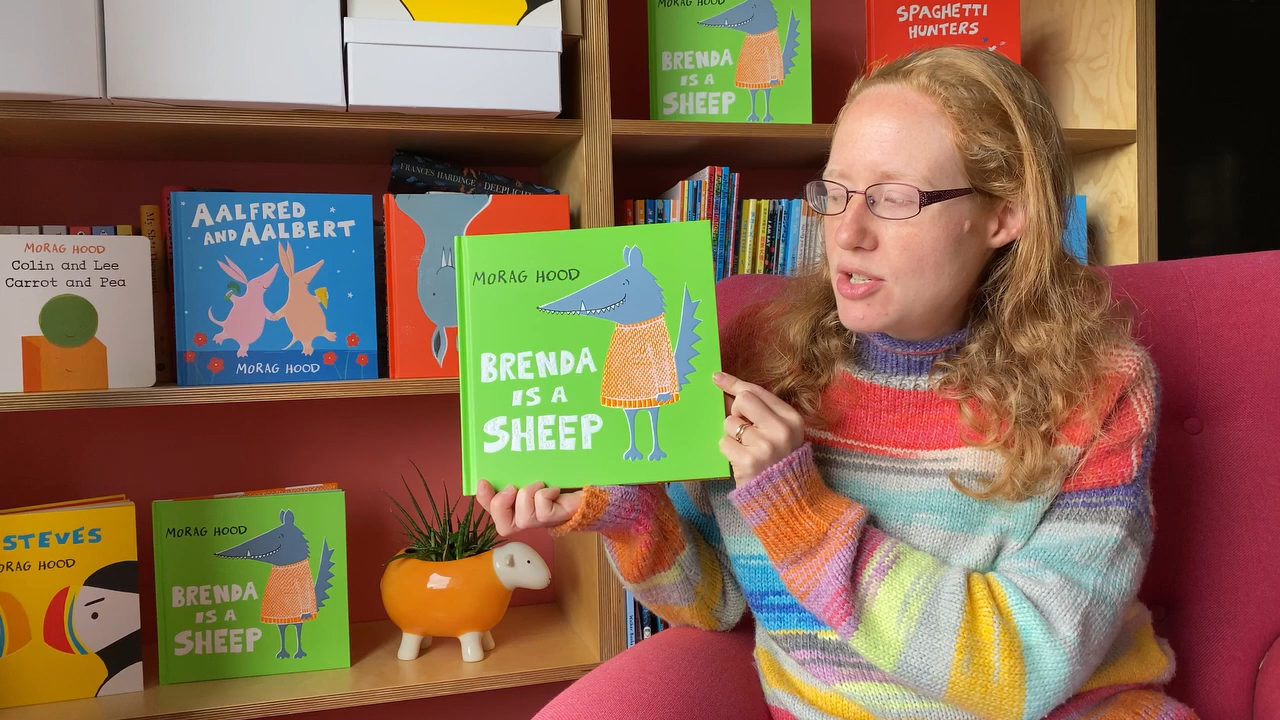 MORAG HOOD
BRENDA
IS A
SHEEP
SPAGHETTI
HUNTERS
FRANCES HARDINGE
DEEPLIGHT
MORAG HOOD
Colin and Lee
Carrot and Pea
AALFRED
AND AALBERT
MORAG HOOD
MORAG HOOD
BRENDA
IS A
SHEEP
STEVES
HOOD
MORAG HOOD
BRENDA
IS A
SHEEP